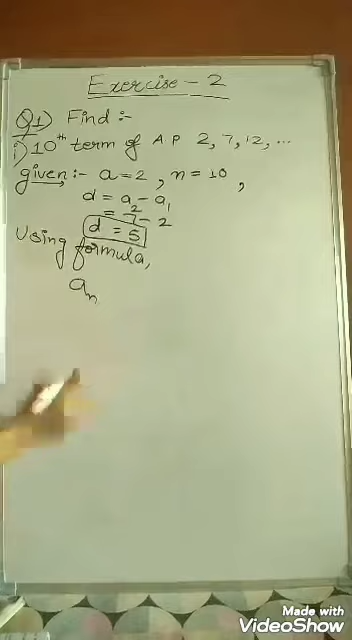 Exercise - 2
Q1) Find :-
i) 10th term of A P 2, 7, 12, ...
given :- a = 2, n = 10,
d = a2 - a1
= 7 - 2
d = 5
Using formula,
an
Made with
VideoShow